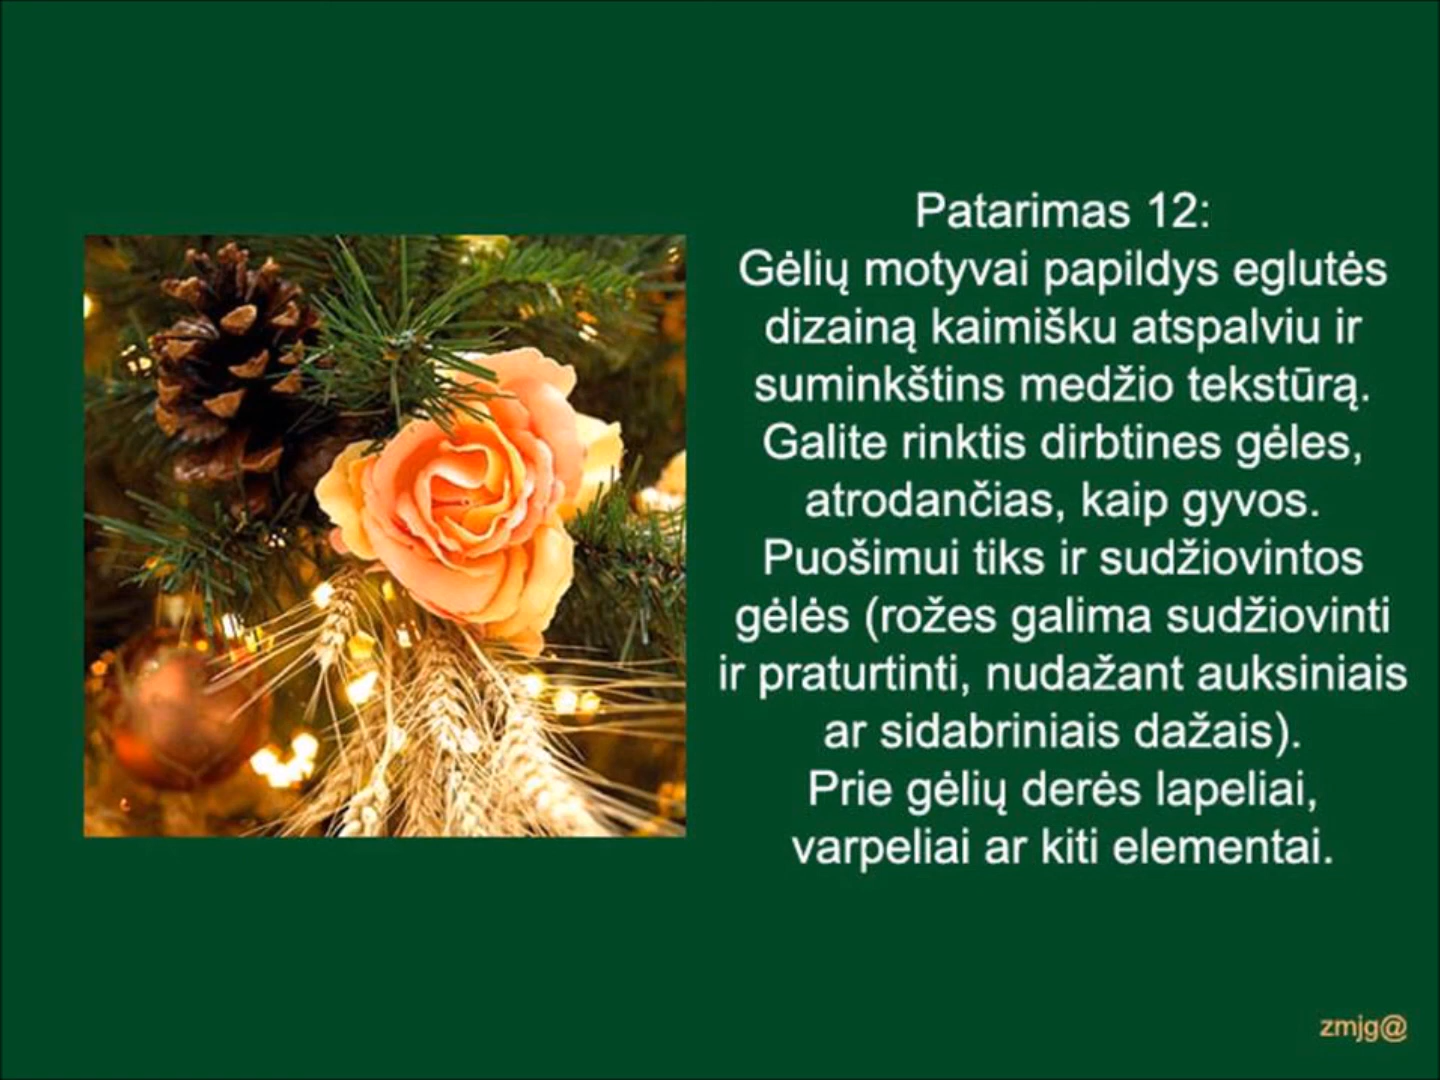 Patarimas 12:
Gėlių motyvai papildys eglutės
dizainą kaimišku atspalviu ir
suminkštins medžio tekstūrą.
Galite rinktis dirbtines gėles,
atrodančias, kaip gyvos.
Puošimui tiks ir sudžiovintos
gėlės (rožes galima sudžiovinti
ir praturtinti, nudažant auksiniais
ar sidabriniais dažais).
Prie gėlių derės lapeliai,
varpeliai ar kiti elementai.
zmjg@